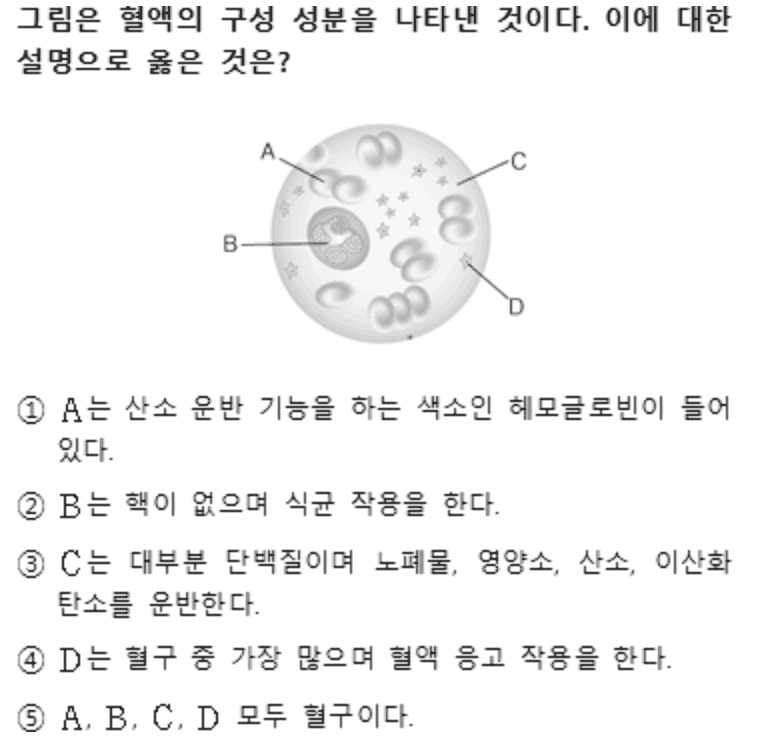 그림은 혈액의 구성 성분을 나타낸 것이다. 이에 대한
설명으로 옳은 것은?
A
C
B
D
① A는 산소 운반 기능을 하는 색소인 헤모글로빈이 들어
있다.
② B는 핵이 없으며 식균 작용을 한다.
③ C는 대부분 단백질이며 노폐물, 영양소, 산소, 이산화
탄소를 운반한다.
④ D는 혈구 중 가장 많으며 혈액 응고 작용을 한다.
⑤ A, B, C, D 모두 혈구이다.